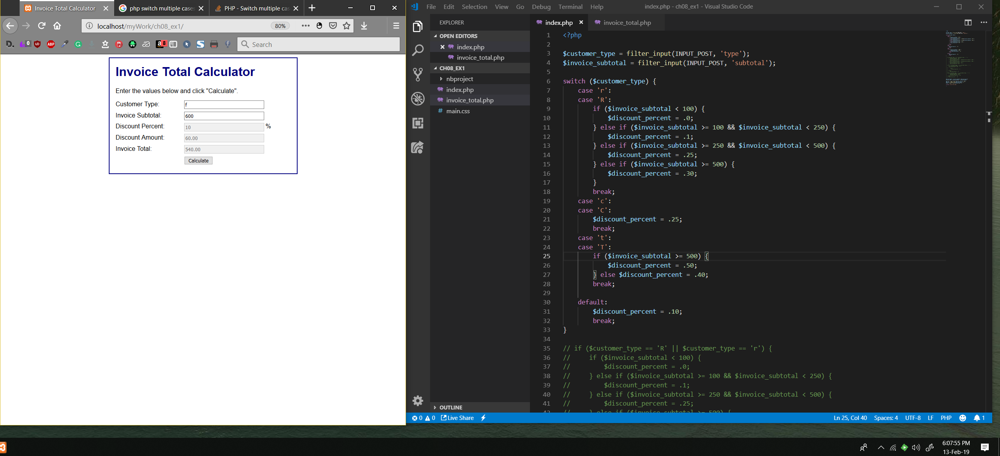 Invoice Total Calculator
php switch multiple cases
PHP - Switch multiple cas
localhost/myWork/ch08_ex1/
80%
D.
0
ABP
JS
a
8
Search
Invoice Total Calculator
Enter the values below and click "Calculate".
Customer Type:
f
Invoice Subtotal:
600
Discount Percent:
10
%
Discount Amount:
60.00
Invoice Total:
540.00
Calculate
File Edit Selection View Go Debug Terminal Help
index.php - ch08_ex1 - Visual Studio Code
EXPLORER
OPEN EDITORS
index.php
invoice_total.php
CH08_EX1
nbproject
index.php
invoice_total.php
# main.css
OUTLINE
index.php
invoice_total.php
1 <?php
2
3 $customer_type = filter_input(INPUT_POST, 'type');
4 $invoice_subtotal = filter_input(INPUT_POST, 'subtotal');
5
6 switch ($customer_type) {
7 case 'r':
8 case 'R':
9 if ($invoice_subtotal < 100) {
10 $discount_percent = .0;
11 } else if ($invoice_subtotal >= 100 && $invoice_subtotal < 250) {
12 $discount_percent = .1;
13 } else if ($invoice_subtotal >= 250 && $invoice_subtotal < 500) {
14 $discount_percent = .25;
15 } else if ($invoice_subtotal >= 500) {
16 $discount_percent = .30;
17 }
18 break;
19 case 'c':
20 case 'C':
21 $discount_percent = .25;
22 break;
23 case 't':
24 case 'T':
25 if ($invoice_subtotal >= 500) {
26 $discount_percent = .50;
27 } else $discount_percent = .40;
28 break;
29
30 default:
31 $discount_percent = .10;
32 break;
33 }
34
35 // if ($customer_type == 'R' || $customer_type == 'r') {
36 // if ($invoice_subtotal < 100) {
37 // $discount_percent = .0;
38 // } else if ($invoice_subtotal >= 100 && $invoice_subtotal < 250) {
39 // $discount_percent = .1;
40 // } else if ($invoice_subtotal >= 250 && $invoice_subtotal < 500) {
41 // $discount_percent = .25;
42 // } else if ($invoice_subtotal >= 500) {
0 0 Live Share
Ln 25, Col 40 Spaces: 4 UTF-8 LF PHP 1
6:07:55 PM
13-Feb-19